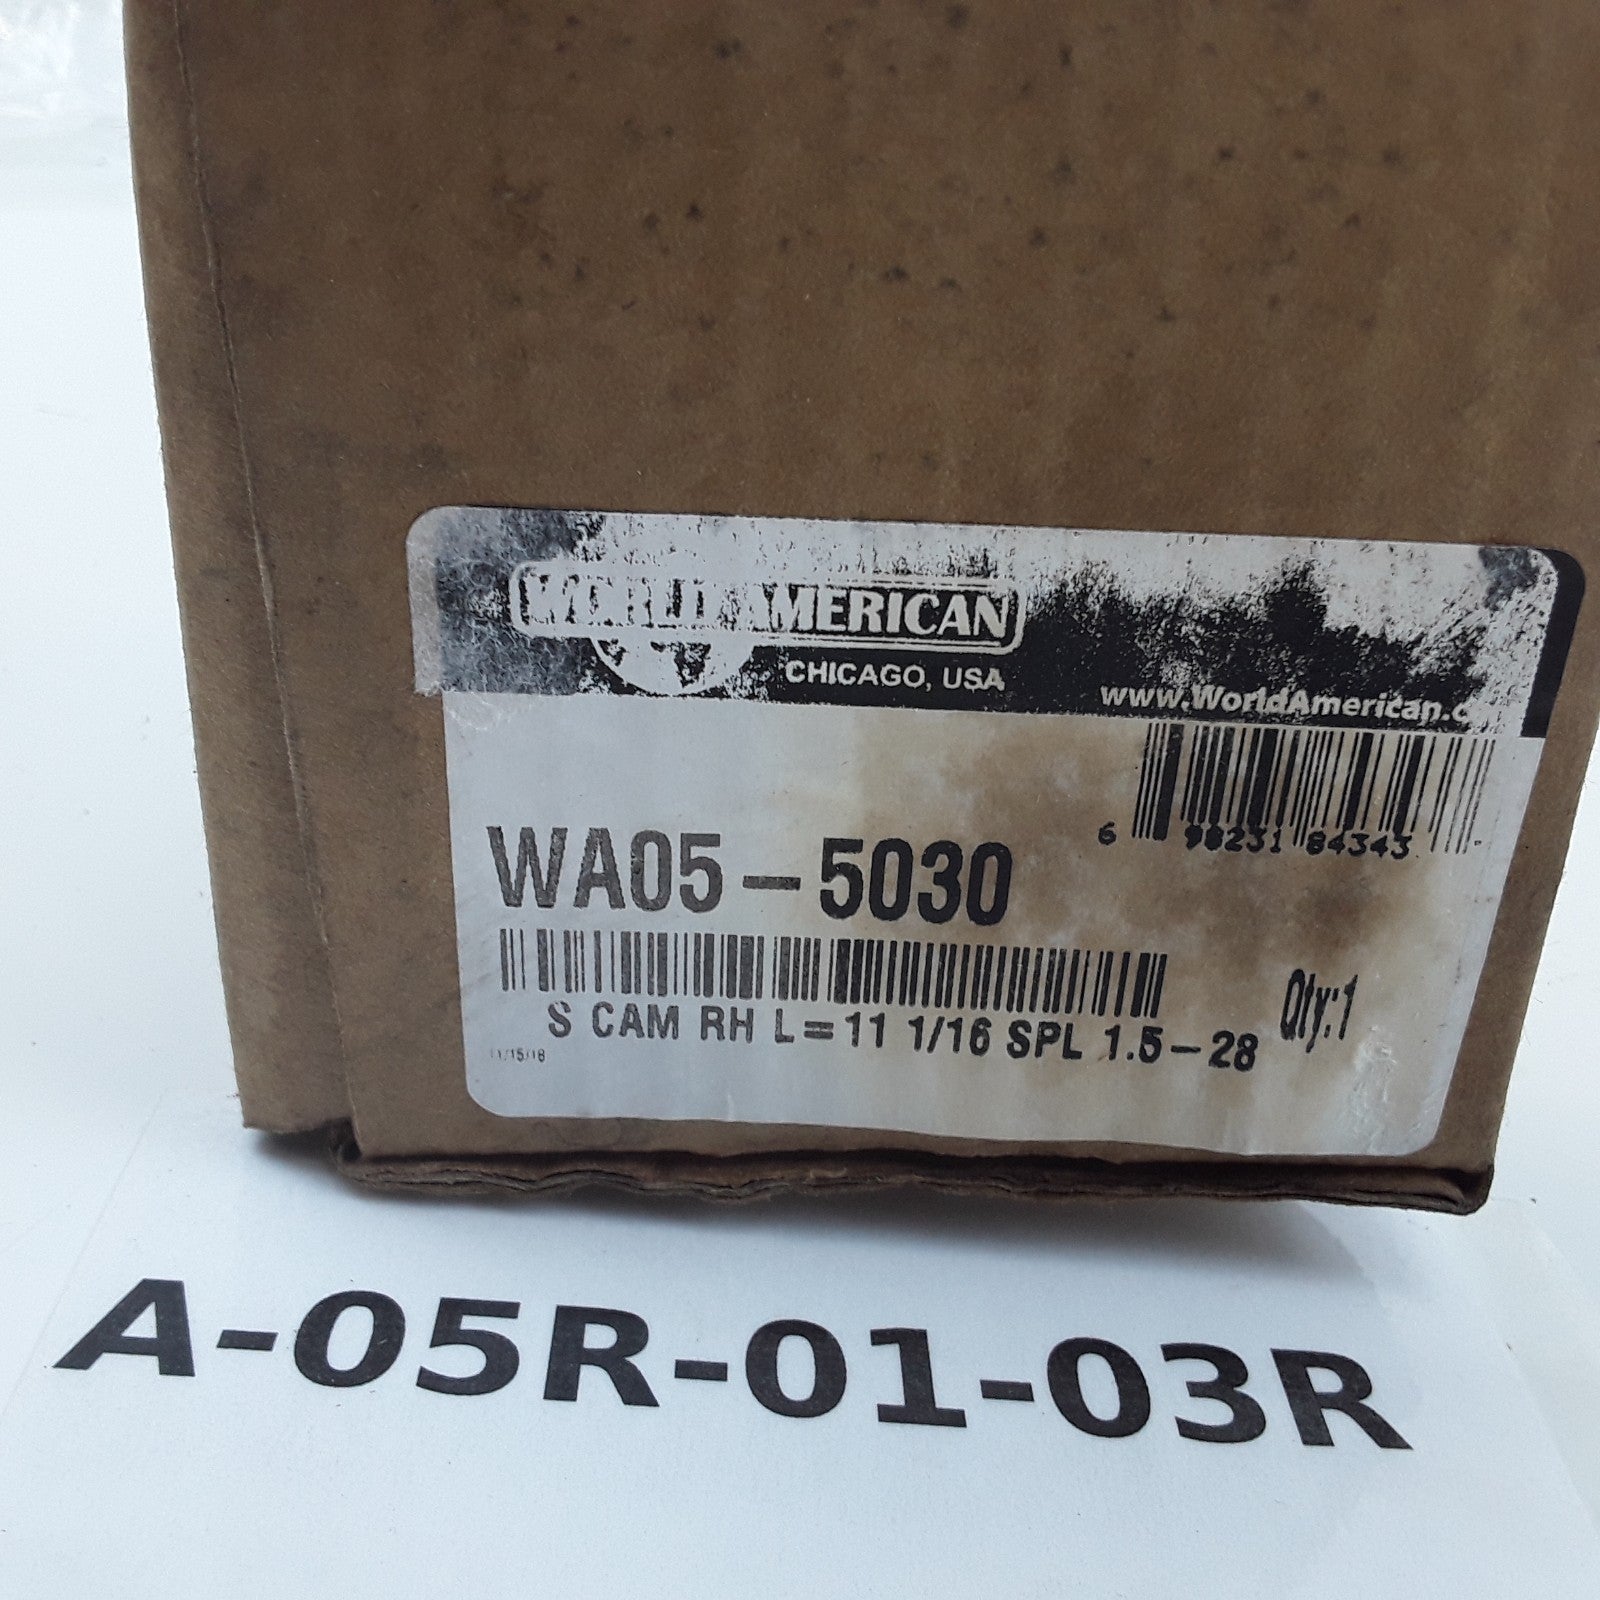 WORLD AMERICAN
CHICAGO, USA
www.WorldAmerican.c
6 98231 84343
WA05-5030
S CAM RH L=11 1/16 SPL 1.5-28
Qty:1
11/15/18
A-05R-01-03R